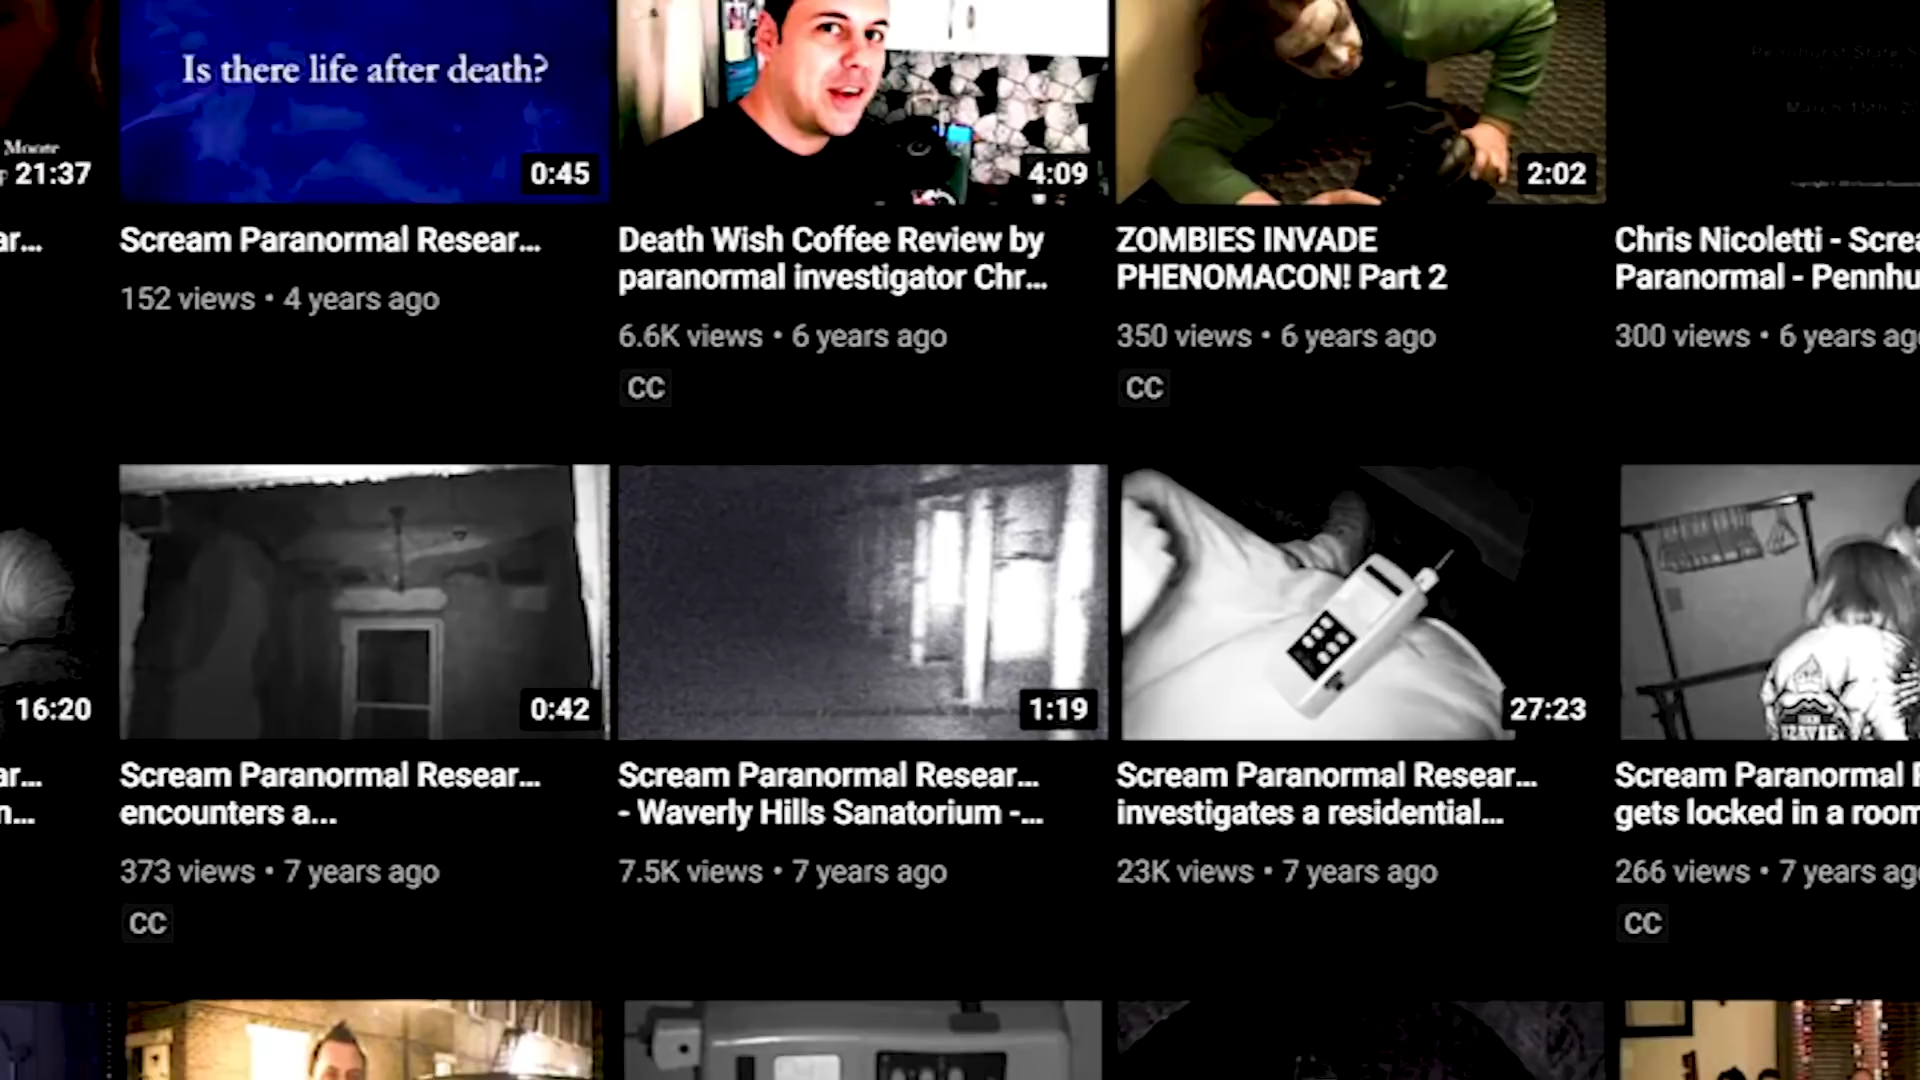 Is there life after death?
Moore
21:37
0:45
4:09
2:02
ar...
Scream Paranormal Resear...
152 views • 4 years ago
Death Wish Coffee Review by
paranormal investigator Chr...
6.6K views • 6 years ago
CC
ZOMBIES INVADE
PHENOMACON! Part 2
350 views • 6 years ago
CC
Chris Nicoletti - Screa
Paranormal - Pennhu
300 views • 6 years ag
16:20
0:42
1:19
27:23
ar...
n...
Scream Paranormal Resear...
encounters a...
373 views • 7 years ago
CC
Scream Paranormal Resear...
- Waverly Hills Sanatorium -...
7.5K views • 7 years ago
Scream Paranormal Resear...
investigates a residential...
23K views • 7 years ago
Scream Paranormal R
gets locked in a room
266 views • 7 years ag
CC